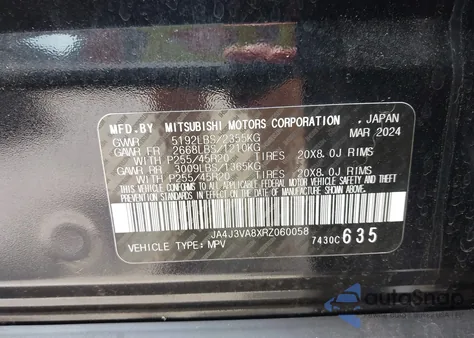 MFD.BY MITSUBISHI MOTORS CORPORATION, JAPAN
GVWR 5192LBS/2355KG MAR 2024
GAWR FR 2668LBS/1210KG
WITH P255/45R20 TIRES 20X8.0J RIMS
GAWR RR 3009LBS/1365KG
WITH P255/45R20 TIRES 20X8.0J RIMS
THIS VEHICLE CONFORMS TO ALL APPLICABLE FEDERAL
MOTOR VEHICLE SAFETY, BUMPER, AND THEFT
PREVENTION STANDARDS IN EFFECT ON THE DATE OF
MANUFACTURE SHOWN ABOVE.
JA4J3VA8XRZ060058
VEHICLE TYPE: MPV 7430C 635
autoSnap